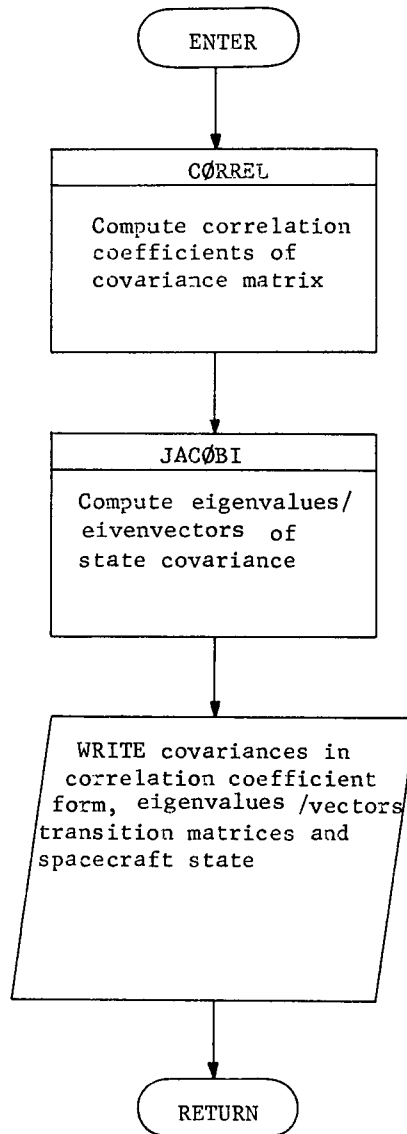 ENTER
CØRREL
Compute correlation
coefficients of
covariance matrix
JACØBI
Compute eigenvalues/
eivenvectors of
state covariance
WRITE covariances in
correlation coefficient
form, eigenvalues /vectors
transition matrices and
spacecraft state
RETURN